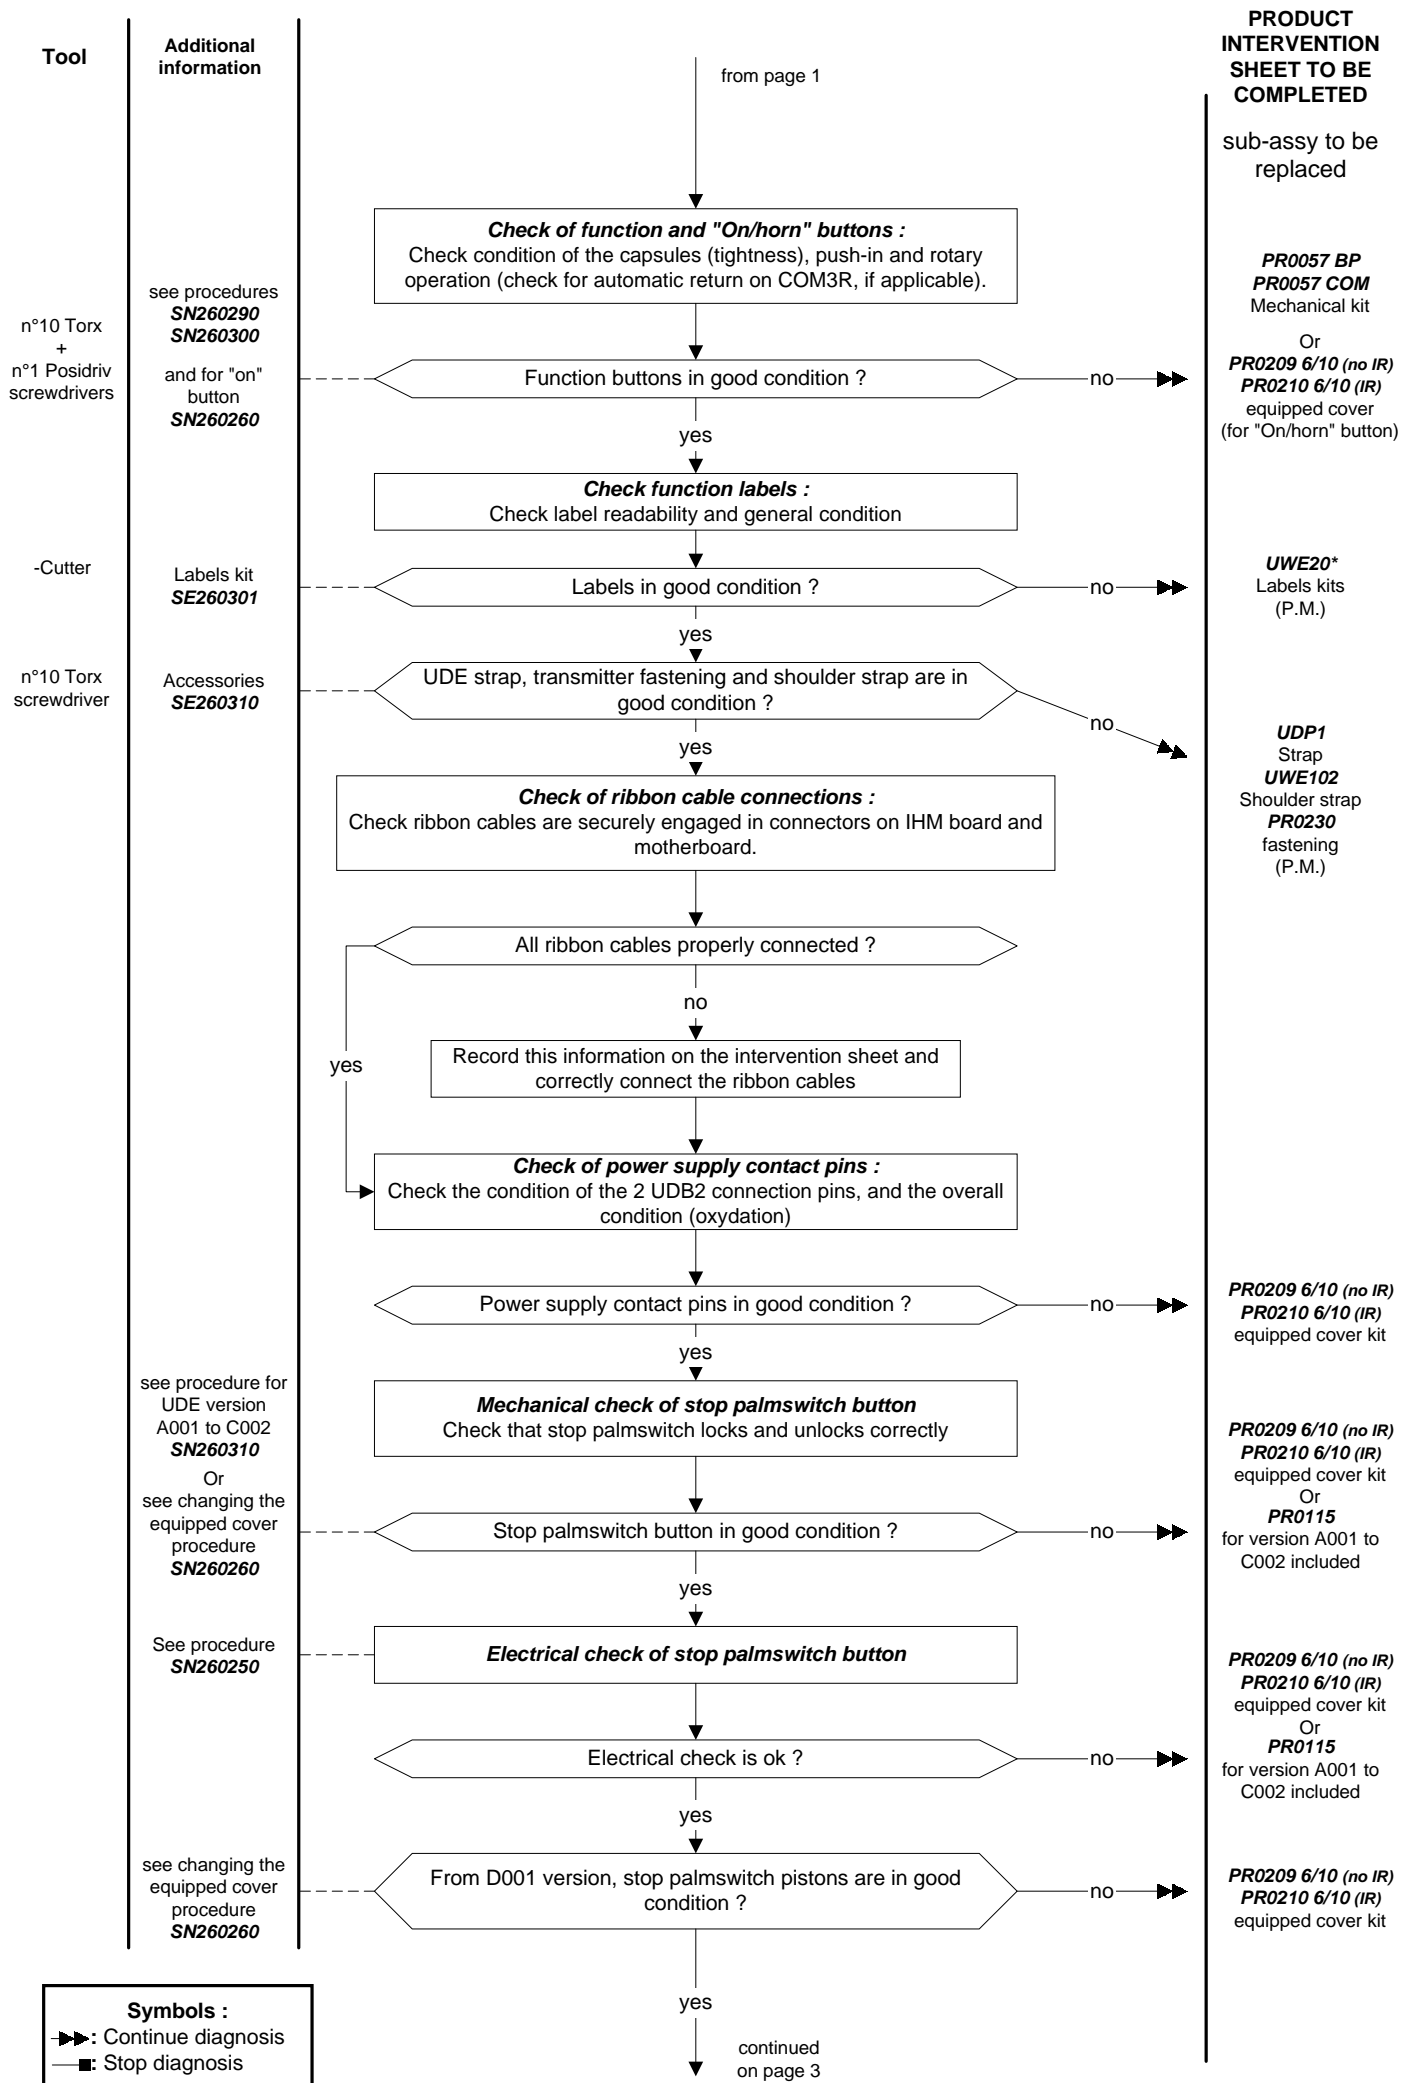 Tool
Additional
information
PRODUCT
INTERVENTION
SHEET TO BE
COMPLETED
sub-assy to be
replaced
from page 1
Check of function and "On/horn" buttons :
Check condition of the capsules (tightness), push-in and rotary
operation (check for automatic return on COM3R, if applicable).
n°10 Torx
+
n°1 Posidriv
screwdrivers
see procedures
SN260290
SN260300
and for "on"
button
SN260260
Function buttons in good condition ?
no
PR0057 BP
PR0057 COM
Mechanical kit
Or
PR0209 6/10 (no IR)
PR0210 6/10 (IR)
equipped cover
(for "On/horn" button)
yes
Check function labels :
Check label readability and general condition
-Cutter
Labels kit
SE260301
Labels in good condition ?
no
UWE20*
Labels kits
(P.M.)
yes
n°10 Torx
screwdriver
Accessories
SE260310
UDE strap, transmitter fastening and shoulder strap are in
good condition ?
no
UDP1
Strap
UWE102
Shoulder strap
PR0230
fastening
(P.M.)
yes
Check of ribbon cable connections :
Check ribbon cables are securely engaged in connectors on IHM board and
motherboard.
All ribbon cables properly connected ?
no
yes
Record this information on the intervention sheet and
correctly connect the ribbon cables
Check of power supply contact pins :
Check the condition of the 2 UDB2 connection pins, and the overall
condition (oxydation)
Power supply contact pins in good condition ?
no
PR0209 6/10 (no IR)
PR0210 6/10 (IR)
equipped cover kit
yes
see procedure for
UDE version
A001 to C002
SN260310
Or
see changing the
equipped cover
procedure
SN260260
Mechanical check of stop palmswitch button
Check that stop palmswitch locks and unlocks correctly
Stop palmswitch button in good condition ?
no
PR0209 6/10 (no IR)
PR0210 6/10 (IR)
equipped cover kit
Or
PR0115
for version A001 to
C002 included
yes
See procedure
SN260250
Electrical check of stop palmswitch button
Electrical check is ok ?
no
PR0209 6/10 (no IR)
PR0210 6/10 (IR)
equipped cover kit
Or
PR0115
for version A001 to
C002 included
yes
see changing the
equipped cover
procedure
SN260260
From D001 version, stop palmswitch pistons are in good
condition ?
no
PR0209 6/10 (no IR)
PR0210 6/10 (IR)
equipped cover kit
yes
continued
on page 3
Symbols :
: Continue diagnosis
: Stop diagnosis